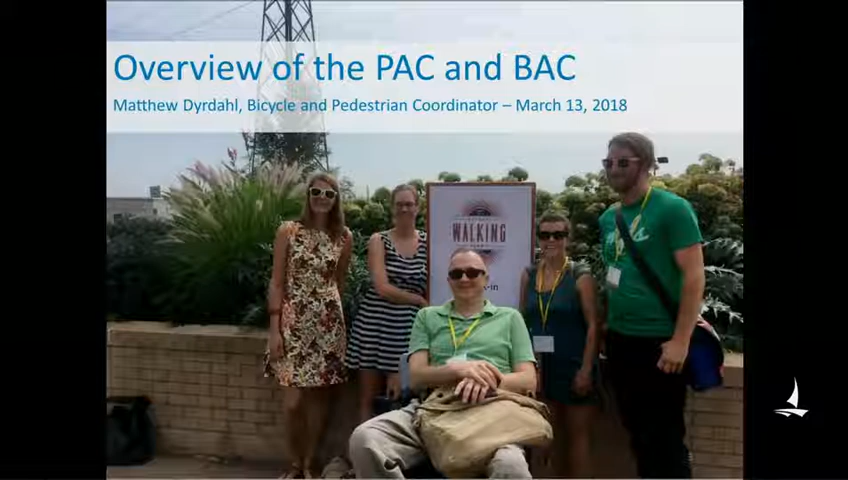 Overview of the PAC and BAC
Matthew Dyrdahl, Bicycle and Pedestrian Coordinator – March 13, 2018
WALKING